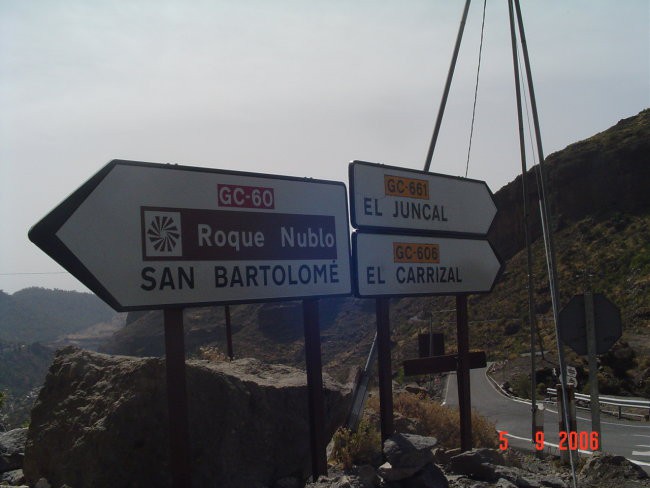 GC-60
Roque Nublo
SAN BARTOLOMÉ
GC-661
EL JUNCAL
GC-606
EL CARRIZAL
5 9 2006